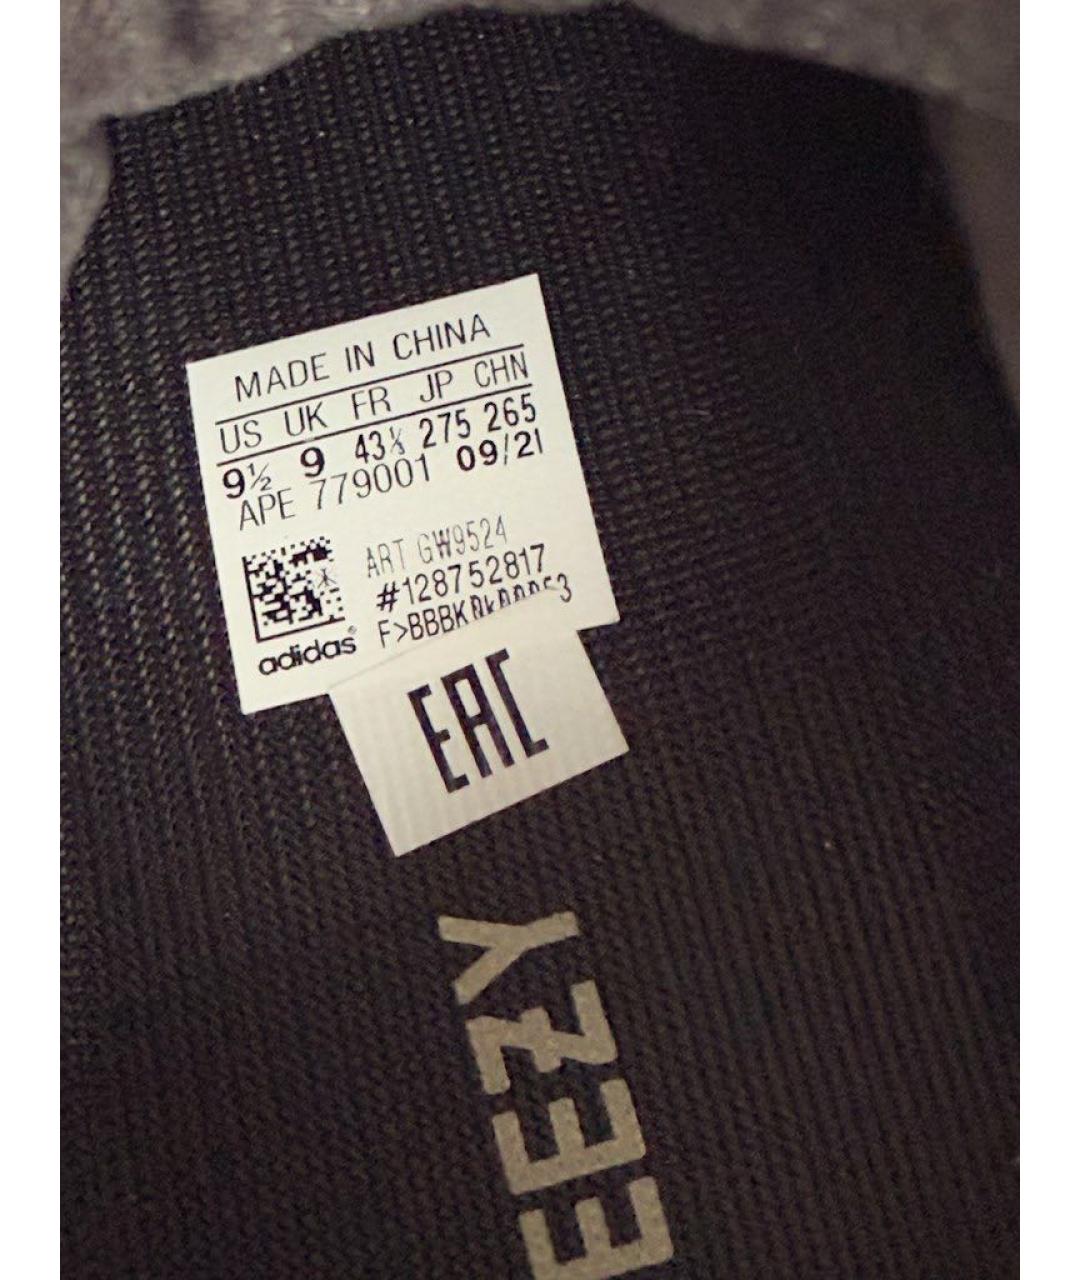 MADE IN CHINA
US UK FR JP CHN
9½ 9 43⅓ 275 265
APE 779001 09/21
ART GW9524
#128752817
adidas®
EAC
YEEZY